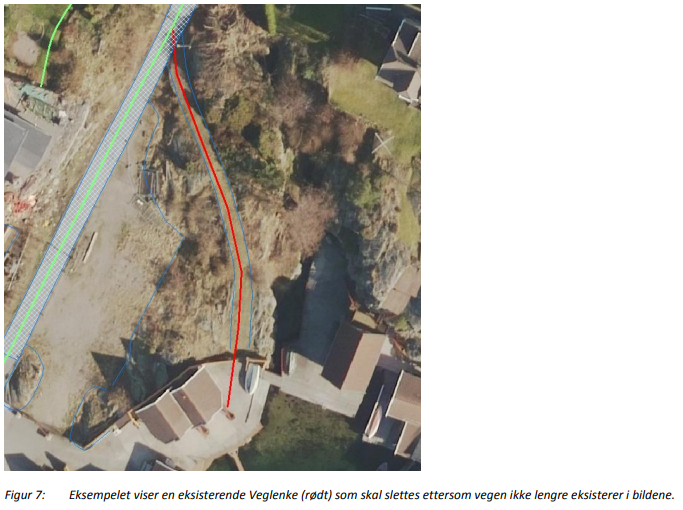 Figur 7: Eksempelet viser en eksisterende Veglenke (rødt) som skal slettes ettersom vegen ikke lengre eksisterer i bildene.